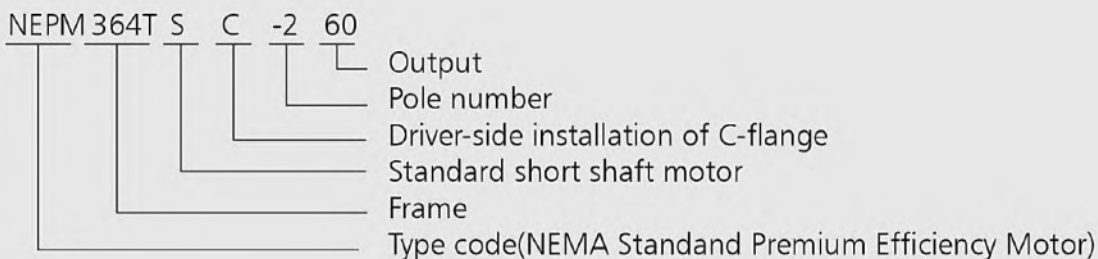 NEPM 364T S C -2 60
Output
Pole number
Driver-side installation of C-flange
Standard short shaft motor
Frame
Type code(NEMA Standand Premium Efficiency Motor)